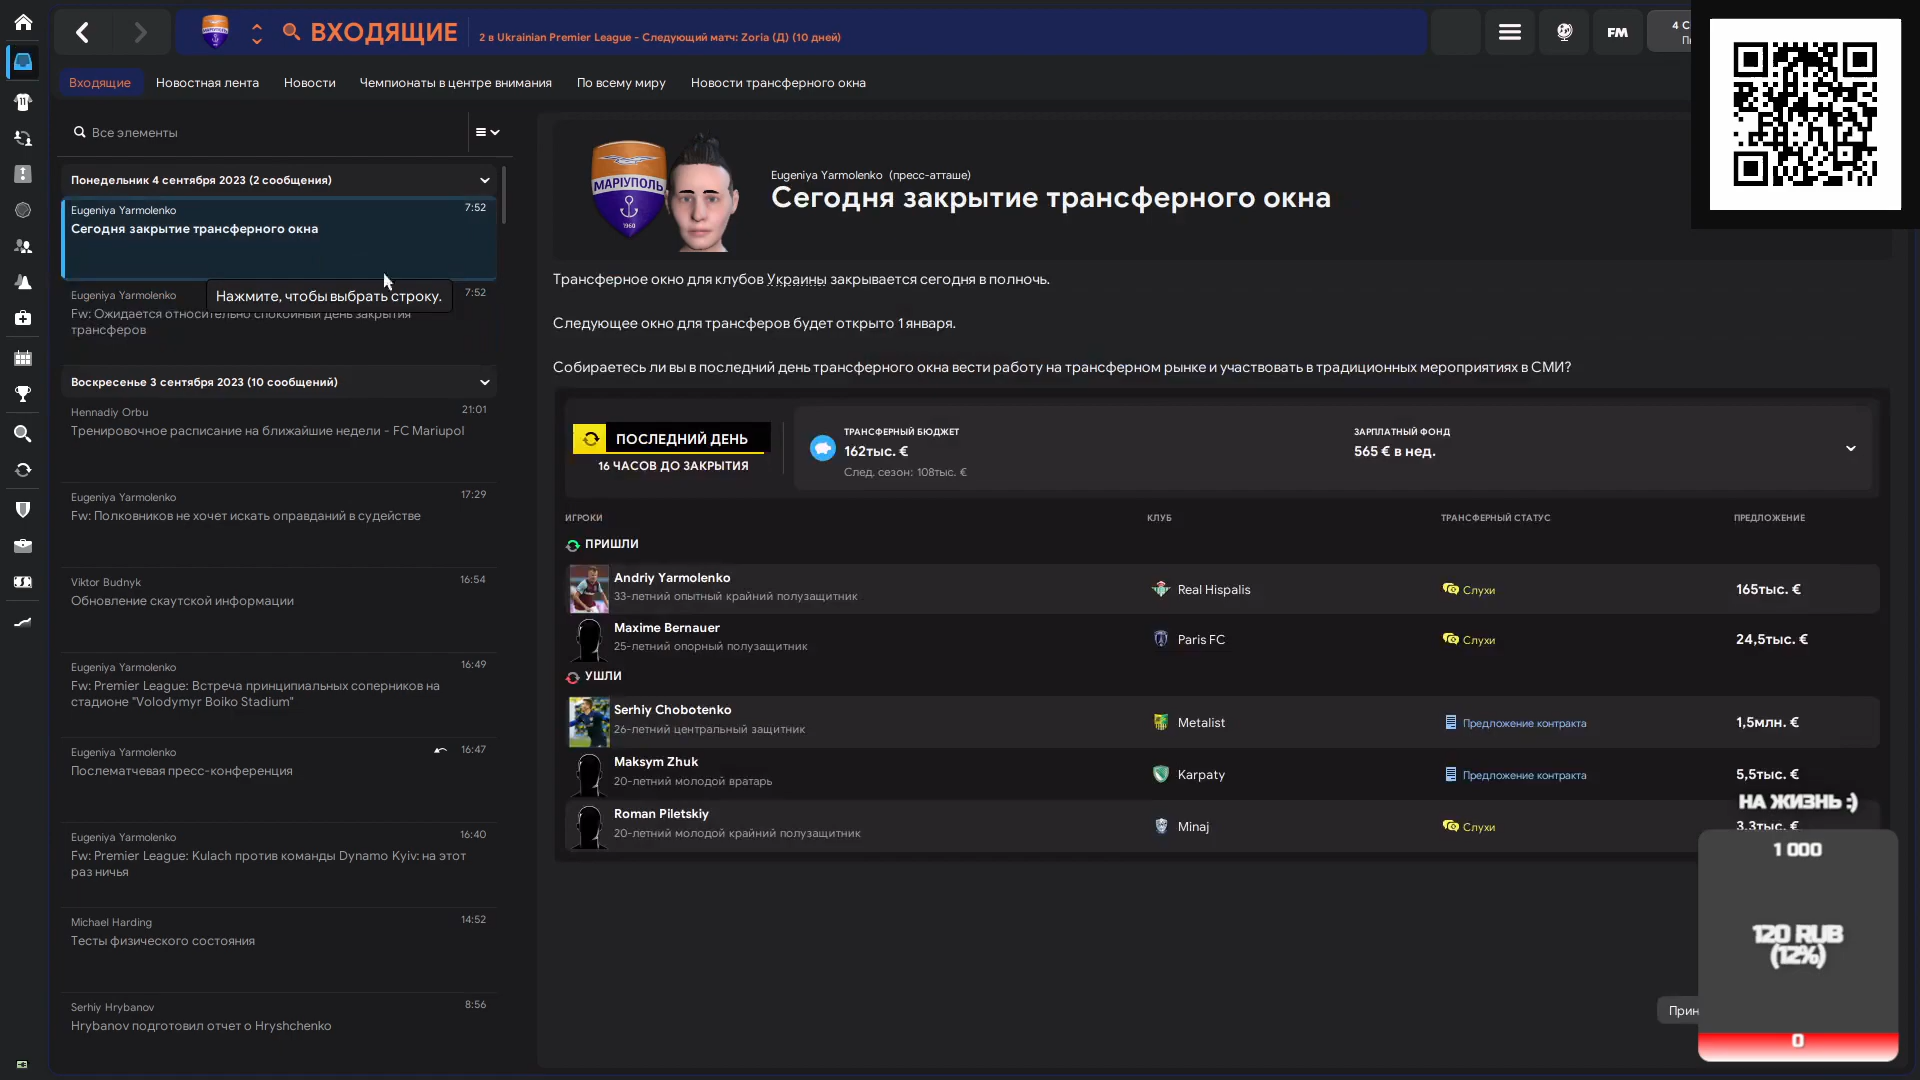 ВХОДЯЩИЕ
2 в Ukrainian Premier League - Следующий матч: Zoria (Д) (10 дней)
FM
4 С
Входящие
Новостная лента
Новости
Чемпионаты в центре внимания
По всему миру
Новости трансферного окна
Все элементы
Понедельник 4 сентября 2023 (2 сообщения)
Eugeniya Yarmolenko 7:52
Сегодня закрытие трансферного окна
Нажмите, чтобы выбрать строку.
Eugeniya Yarmolenko 7:52
Fw: Ожидается относительно спокойный день закрытия
трансферов
Воскресенье 3 сентября 2023 (10 сообщений)
Hennadiy Orbu 21:01
Тренировочное расписание на ближайшие недели - FC Mariupol
Eugeniya Yarmolenko 17:29
Fw: Полковников не хочет искать оправданий в судействе
Viktor Budnyk 16:54
Обновление скаутской информации
Eugeniya Yarmolenko 16:49
Fw: Premier League: Встреча принципиальных соперников на
стадионе "Volodymyr Boiko Stadium"
Eugeniya Yarmolenko 16:47
Послематчевая пресс-конференция
Eugeniya Yarmolenko 16:40
Fw: Premier League: Kulach против команды Dynamo Kyiv: на этот
раз ничья
Michael Harding 14:52
Тесты физического состояния
Serhiy Hrybanov 8:56
Hrybanov подготовил отчет о Hryshchenko
МАРІУПОЛЬ
1960
Eugeniya Yarmolenko (пресс-атташе)
Сегодня закрытие трансферного окна
Трансферное окно для клубов Украины закрывается сегодня в полночь.
Следующее окно для трансферов будет открыто 1 января.
Собираетесь ли вы в последний день трансферного окна вести работу на трансферном рынке и участвовать в традиционных мероприятиях в СМИ?
ПОСЛЕДНИЙ ДЕНЬ
16 ЧАСОВ ДО ЗАКРЫТИЯ
ТРАНСФЕРНЫЙ БЮДЖЕТ
162тыс. €
След. сезон: 108тыс. €
ЗАРПЛАТНЫЙ ФОНД
565 € в нед.
ИГРОКИ КЛУБ ТРАНСФЕРНЫЙ СТАТУС ПРЕДЛОЖЕНИЕ
ПРИШЛИ
Andriy Yarmolenko
33-летний опытный крайний полузащитник
Real Hispalis Слухи 165тыс. €
Maxime Bernauer
25-летний опорный полузащитник
Paris FC Слухи 24,5тыс. €
УШЛИ
Serhiy Chobotenko
26-летний центральный защитник
Metalist Предложение контракта 1,5млн. €
Maksym Zhuk
20-летний молодой вратарь
Karpaty Предложение контракта 5,5тыс. €
Roman Piletskiy
20-летний молодой крайний полузащитник
Minaj Слухи 3,3тыс. €
НА ЖИЗНЬ :)
1 000
120 RUB
(12%)
0
Прин